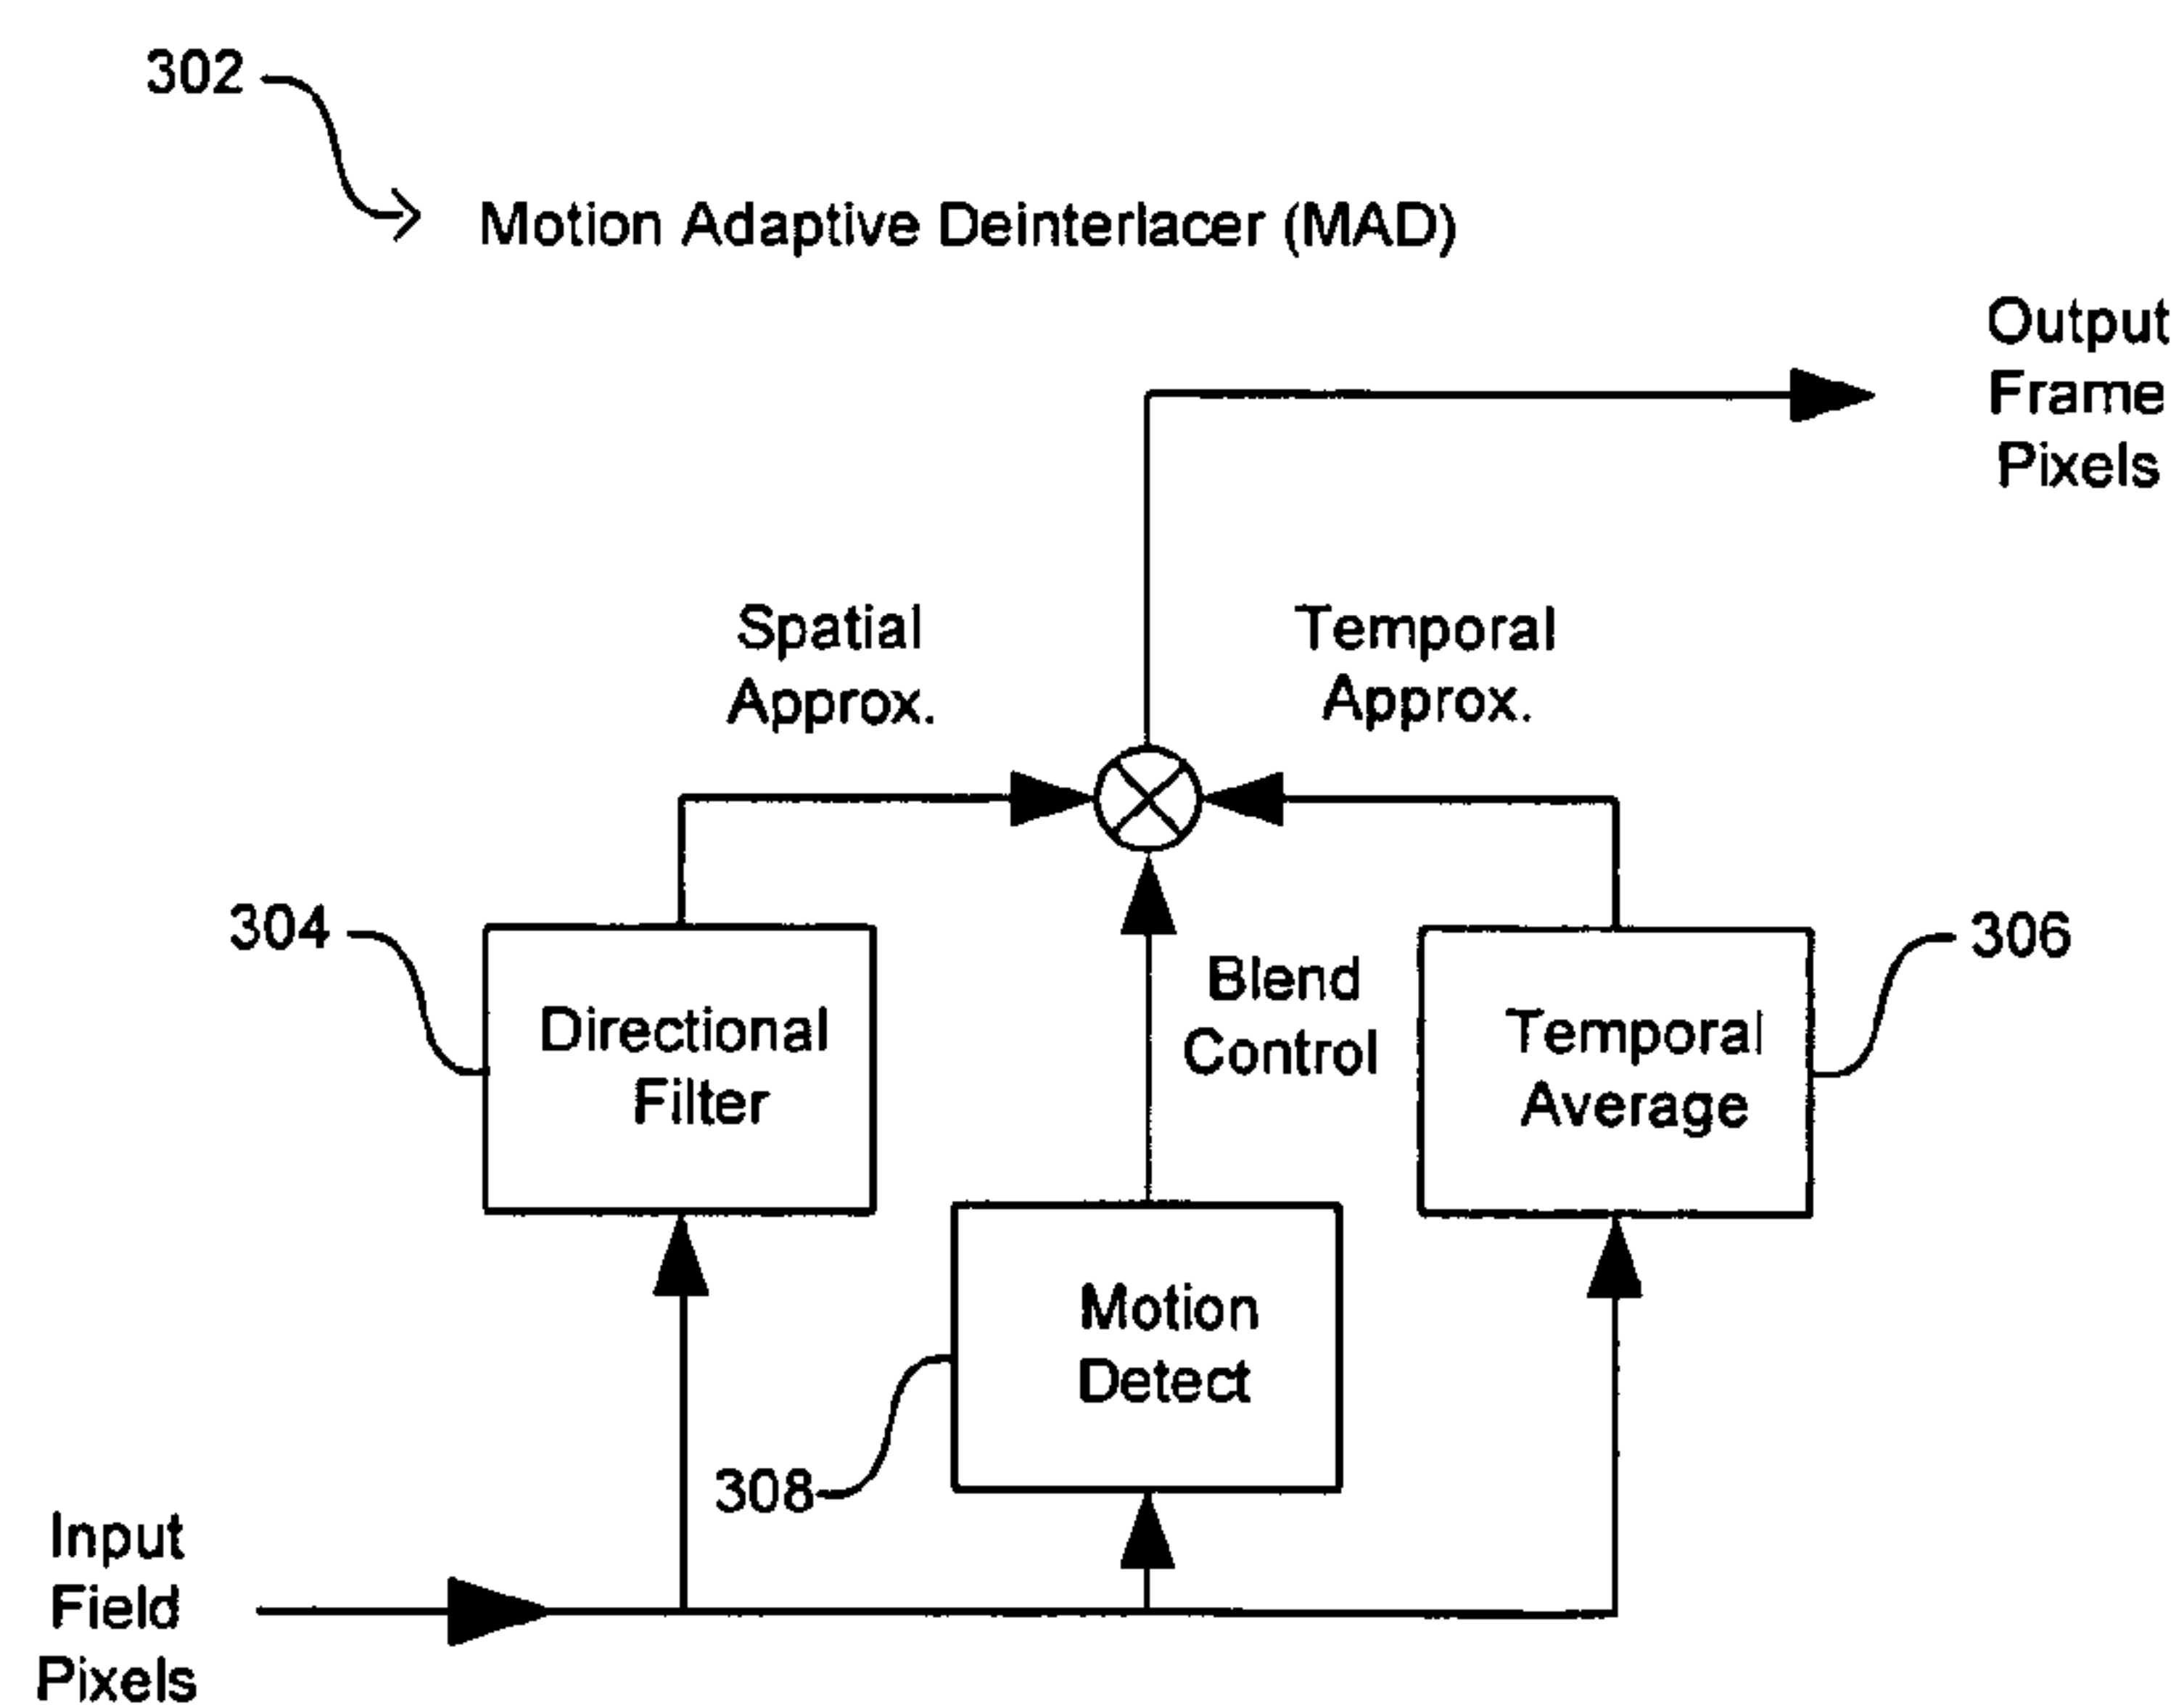 302
Motion Adaptive Deinterlacer (MAD)
Output
Frame
Pixels
Spatial
Approx.
Temporal
Approx.
304
Directional
Filter
Blend
Control
306
Temporal
Average
308
Motion
Detect
Input
Field
Pixels